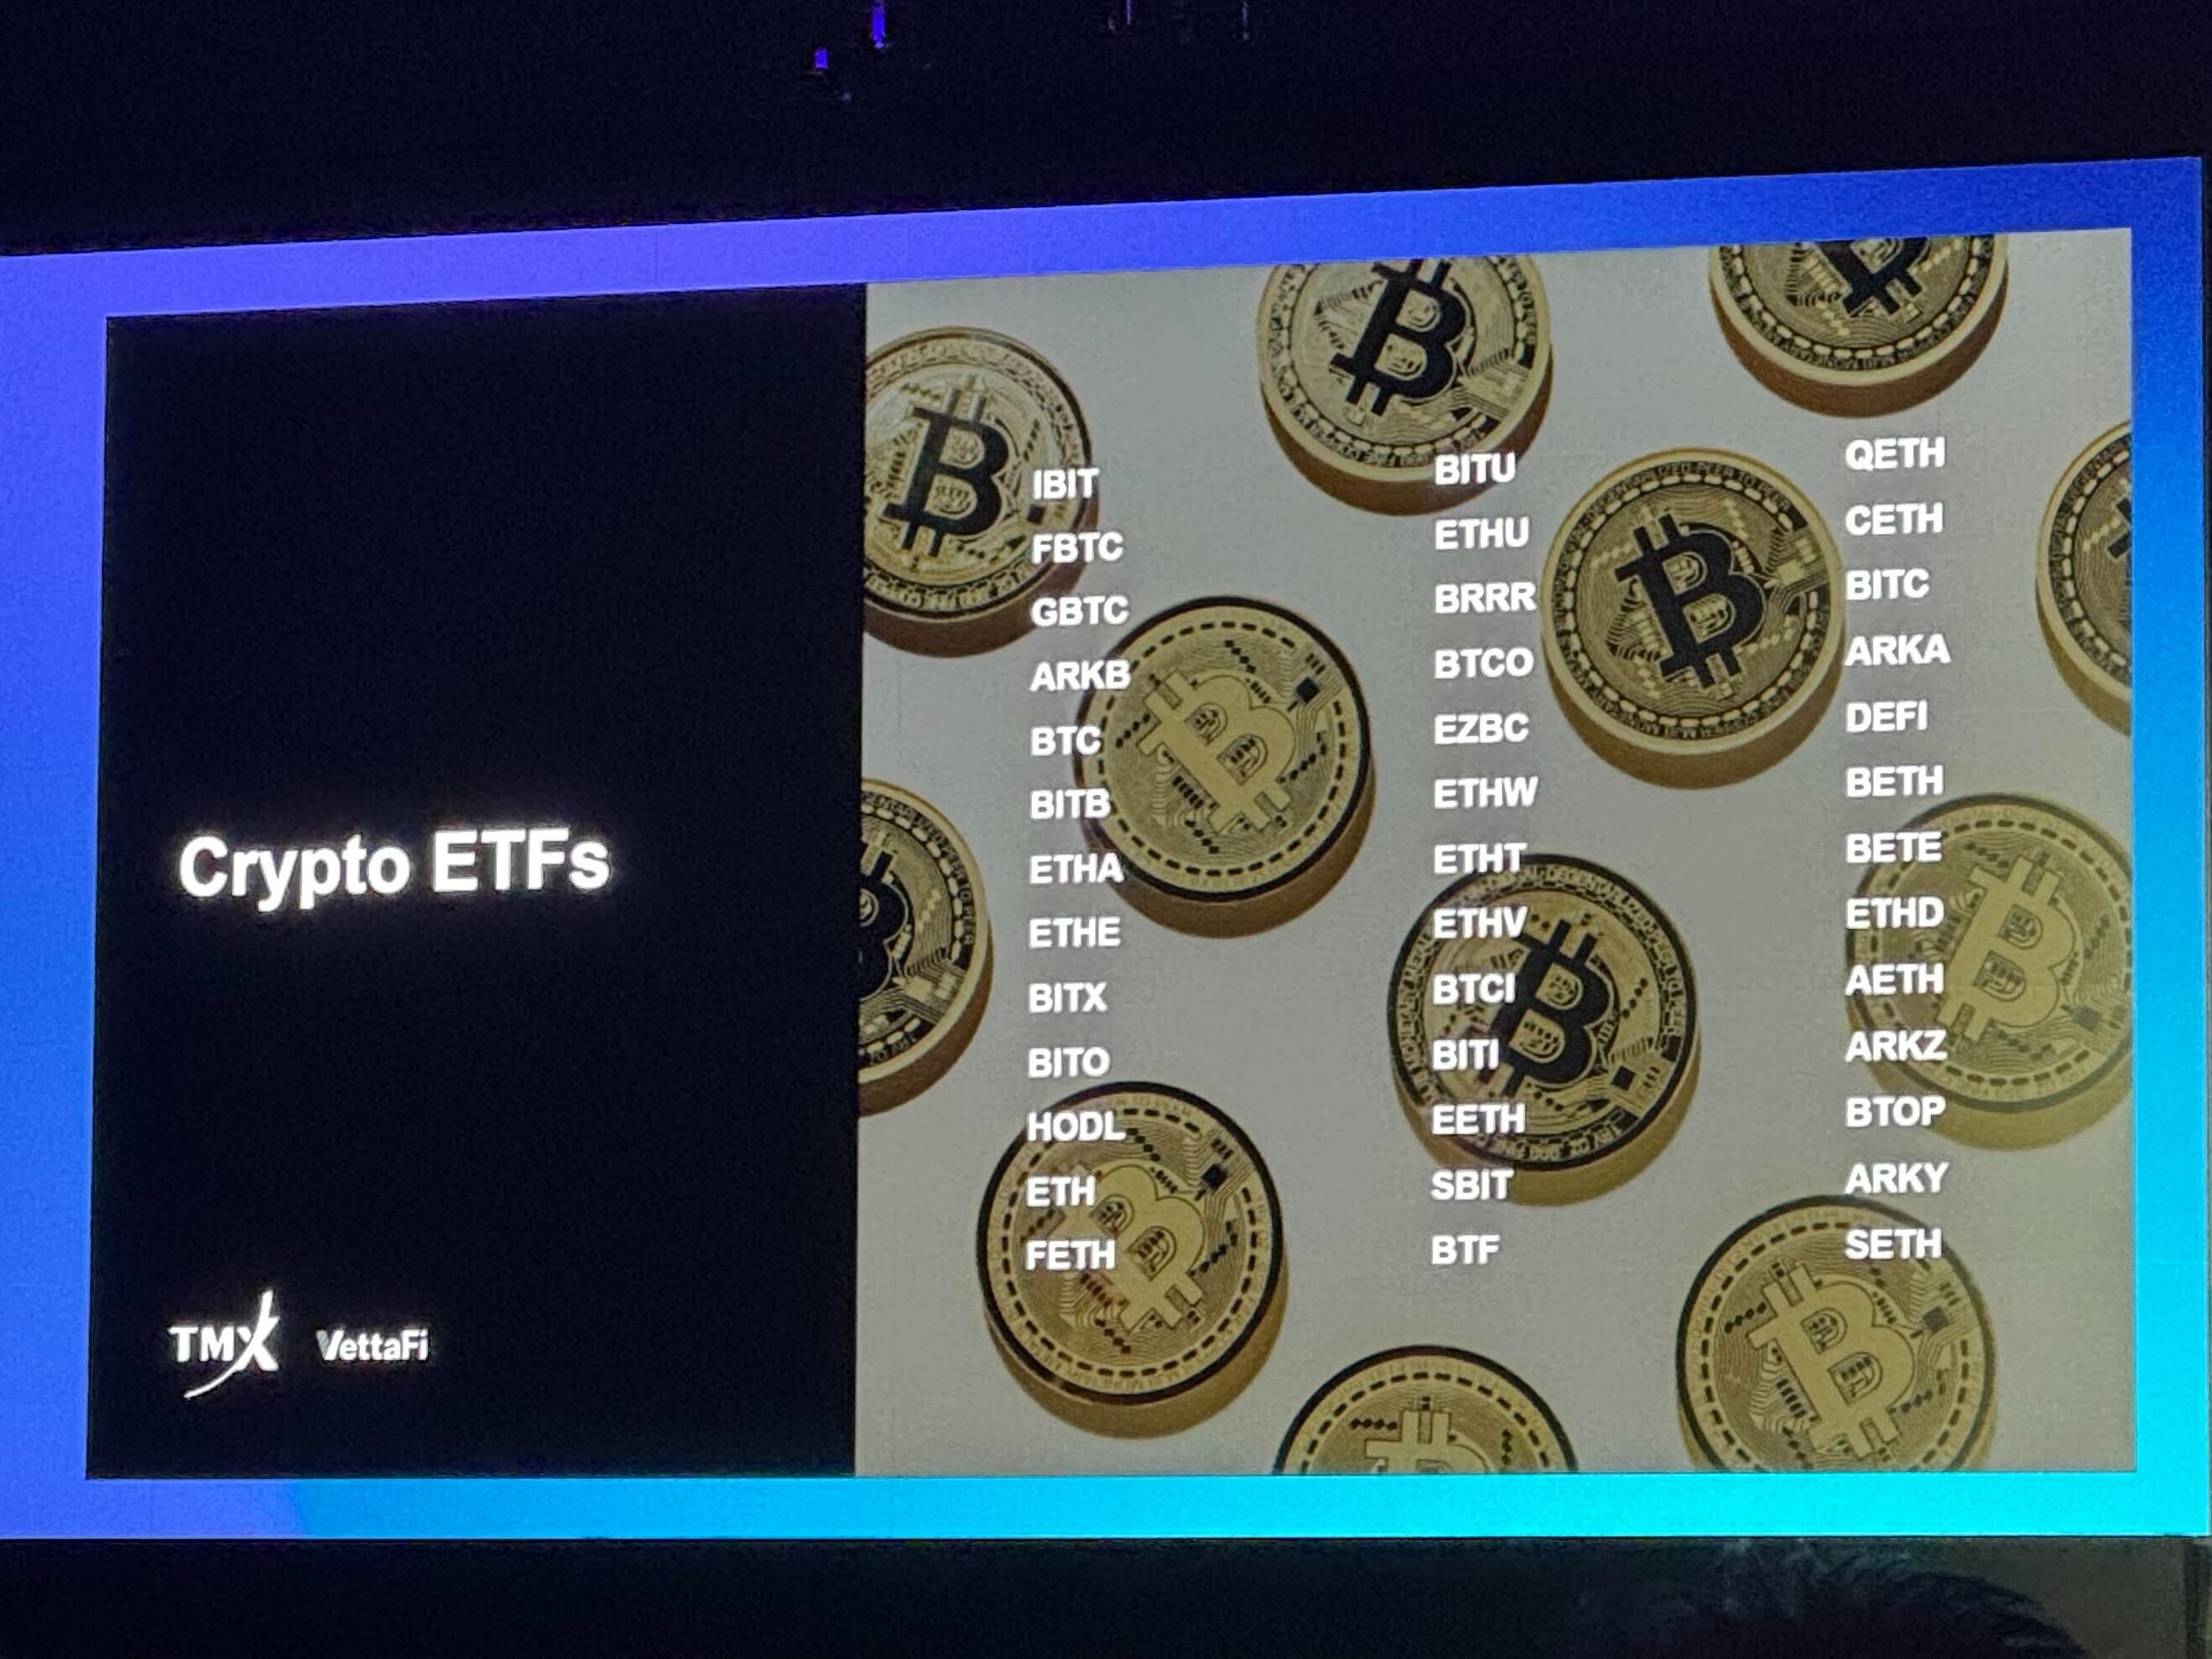 Crypto ETFs
TMX VettaFi
IBIT
FBTC
GBTC
ARKB
BTC
BITB
ETHA
ETHE
BITX
BITO
HODL
ETH
FETH
BITU
ETHU
BRRR
BTCO
EZBC
ETHW
ETHT
ETHV
BTCI
BITI
EETH
SBIT
BTF
QETH
CETH
BITC
ARKA
DEFI
BETH
BETE
ETHD
AETH
ARKZ
BTOP
ARKY
SETH